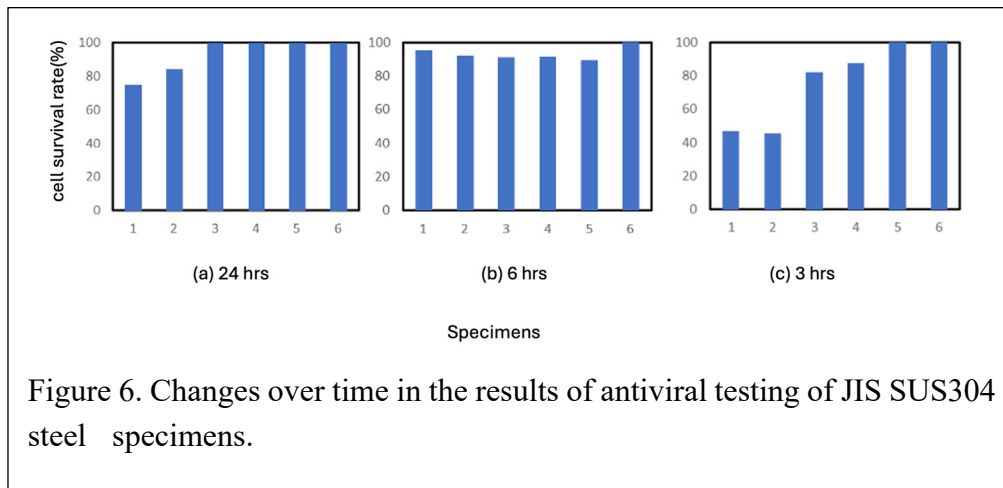 cell survival rate(%)
100
80
60
40
20
0
1 2 3 4 5 6
(a) 24 hrs
100
80
60
40
20
0
1 2 3 4 5 6
(b) 6 hrs
100
80
60
40
20
0
1 2 3 4 5 6
(c) 3 hrs
Specimens
Figure 6. Changes over time in the results of antiviral testing of JIS SUS304
steel specimens.